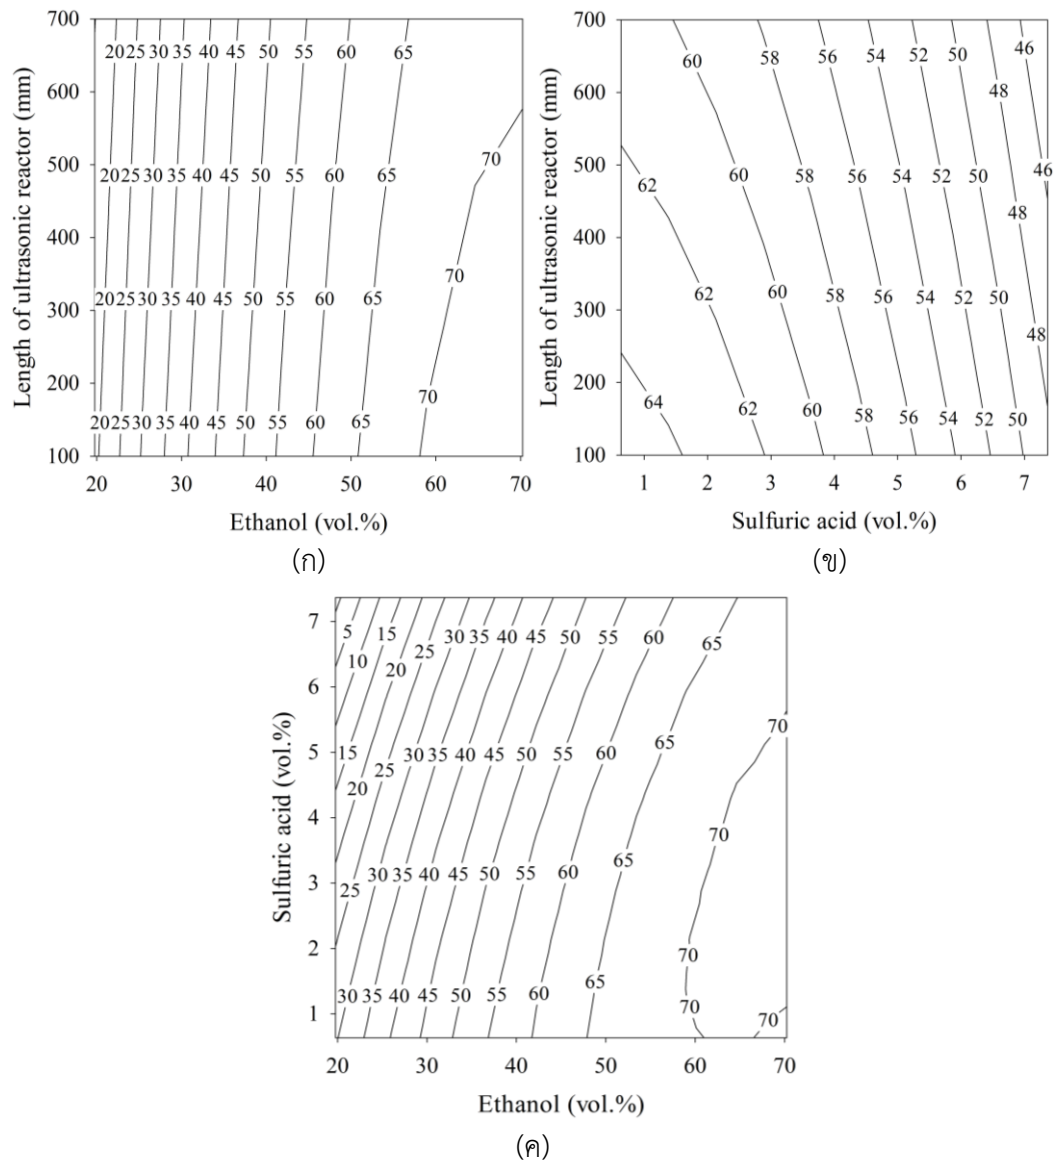 700
600
500
400
300
200
100
Length of ultrasonic reactor (mm)
20 25 30 35 40 45 50 55 60 65
70
20 25 30 35 40 45 50 55 60 65
70
20 25 30 35 40 45 50 55 60 65
70
20 25 30 35 40 45 50 55 60 65
20 30 40 50 60 70
Ethanol (vol.%)
(ก)
700
600
500
400
300
200
100
Length of ultrasonic reactor (mm)
60 58 56 54 52 50 46
48
62 60 58 56 54 52 50 46
48
62 60 58 56 54 52 50
48
64 62 60 58 56 54 52 50
1 2 3 4 5 6 7
Sulfuric acid (vol.%)
(ข)
7
6
5
4
3
2
1
Sulfuric acid (vol.%)
5 15 30 35 40 45 50 55 60 65
10 20 25
70
15 30 35 40 45 50 55 60 65
20 25
70
25 30 35 40 45 50 55 60 65
70
30 35 40 45 50 55 60 65
70
70
20 30 40 50 60 70
Ethanol (vol.%)
(ค)